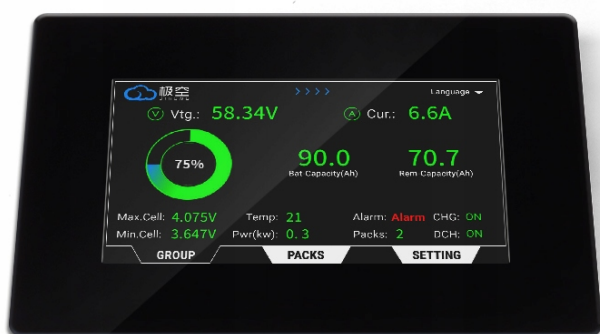 极空
JIKONG
>>>>
Language
V Vtg.: 58.34V
A Cur.: 6.6A
75%
90.0
Bat Capacity(Ah)
70.7
Rem Capacity(Ah)
Max.Cell: 4.075V Temp: 21 Alarm: Alarm CHG: ON
Min.Cell: 3.647V Pwr(kw): 0.3 Packs: 2 DCH: ON
GROUP PACKS SETTING